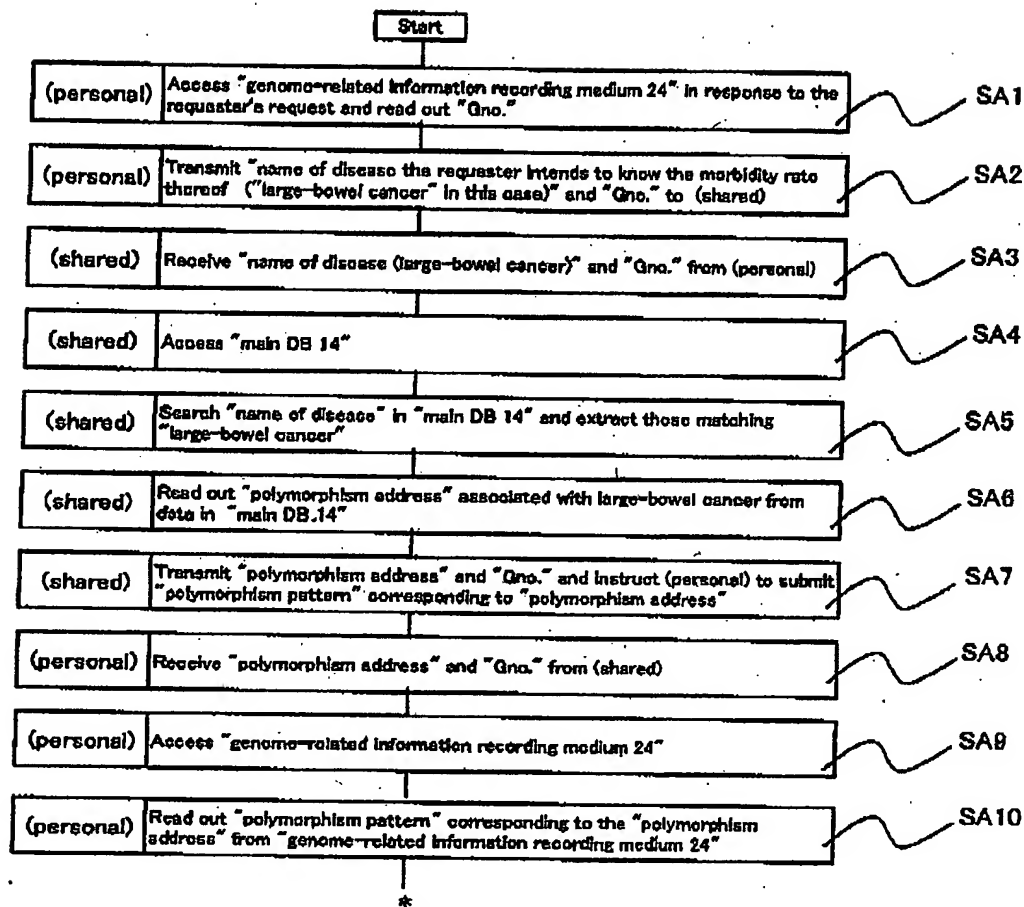 Start
(personal) Access "genome-related information recording medium 24" in response to the
requester's request and read out "Gno."
SA1
(personal) Transmit "name of disease the requester intends to know the morbidity rate
thereof ("large-bowel cancer" in this case)" and "Gno." to (shared)
SA2
(shared) Receive "name of disease (large-bowel cancer)" and "Gno." from (personal)
SA3
(shared) Access "main DB 14"
SA4
(shared) Search "name of disease" in "main DB 14" and extract those matching
"large-bowel cancer"
SA5
(shared) Read out "polymorphism address" associated with large-bowel cancer from
data in "main DB.14"
SA6
(shared) Transmit "polymorphism address" and "Gno." and instruct (personal) to submit
"polymorphism pattern" corresponding to "polymorphism address"
SA7
(personal) Receive "polymorphism address" and "Gno." from (shared)
SA8
(personal) Access "genome-related information recording medium 24"
SA9
(personal) Read out "polymorphism pattern" corresponding to the "polymorphism
address" from "genome-related information recording medium 24"
SA10
*